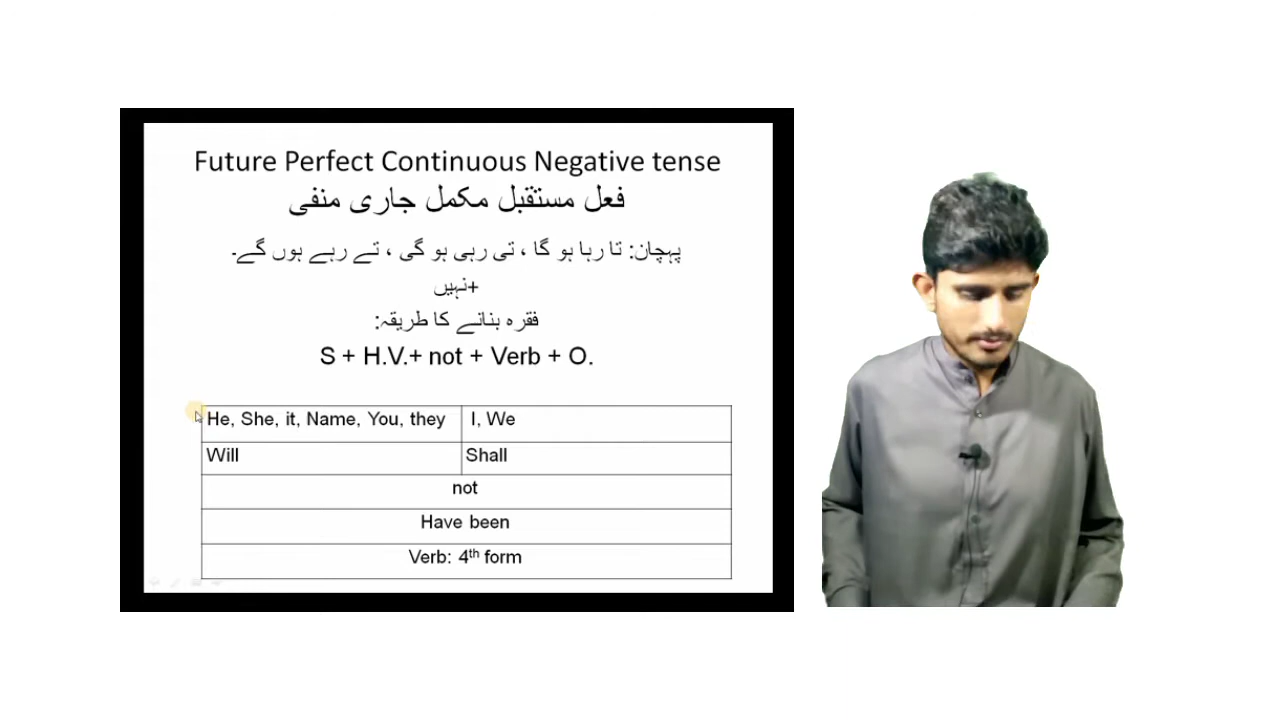 Future Perfect Continuous Negative tense
فعل مستقبل مکمل جاری منفی
پہچان: تا رہا ہو گا ، تی رہی ہو گی ، تے رہے ہوں گے۔
+نہیں
فقرہ بنانے کا طریقہ:
S + H.V.+ not + Verb + O.
He, She, it, Name, You, they I, We
Will Shall
not
Have been
Verb: 4th form